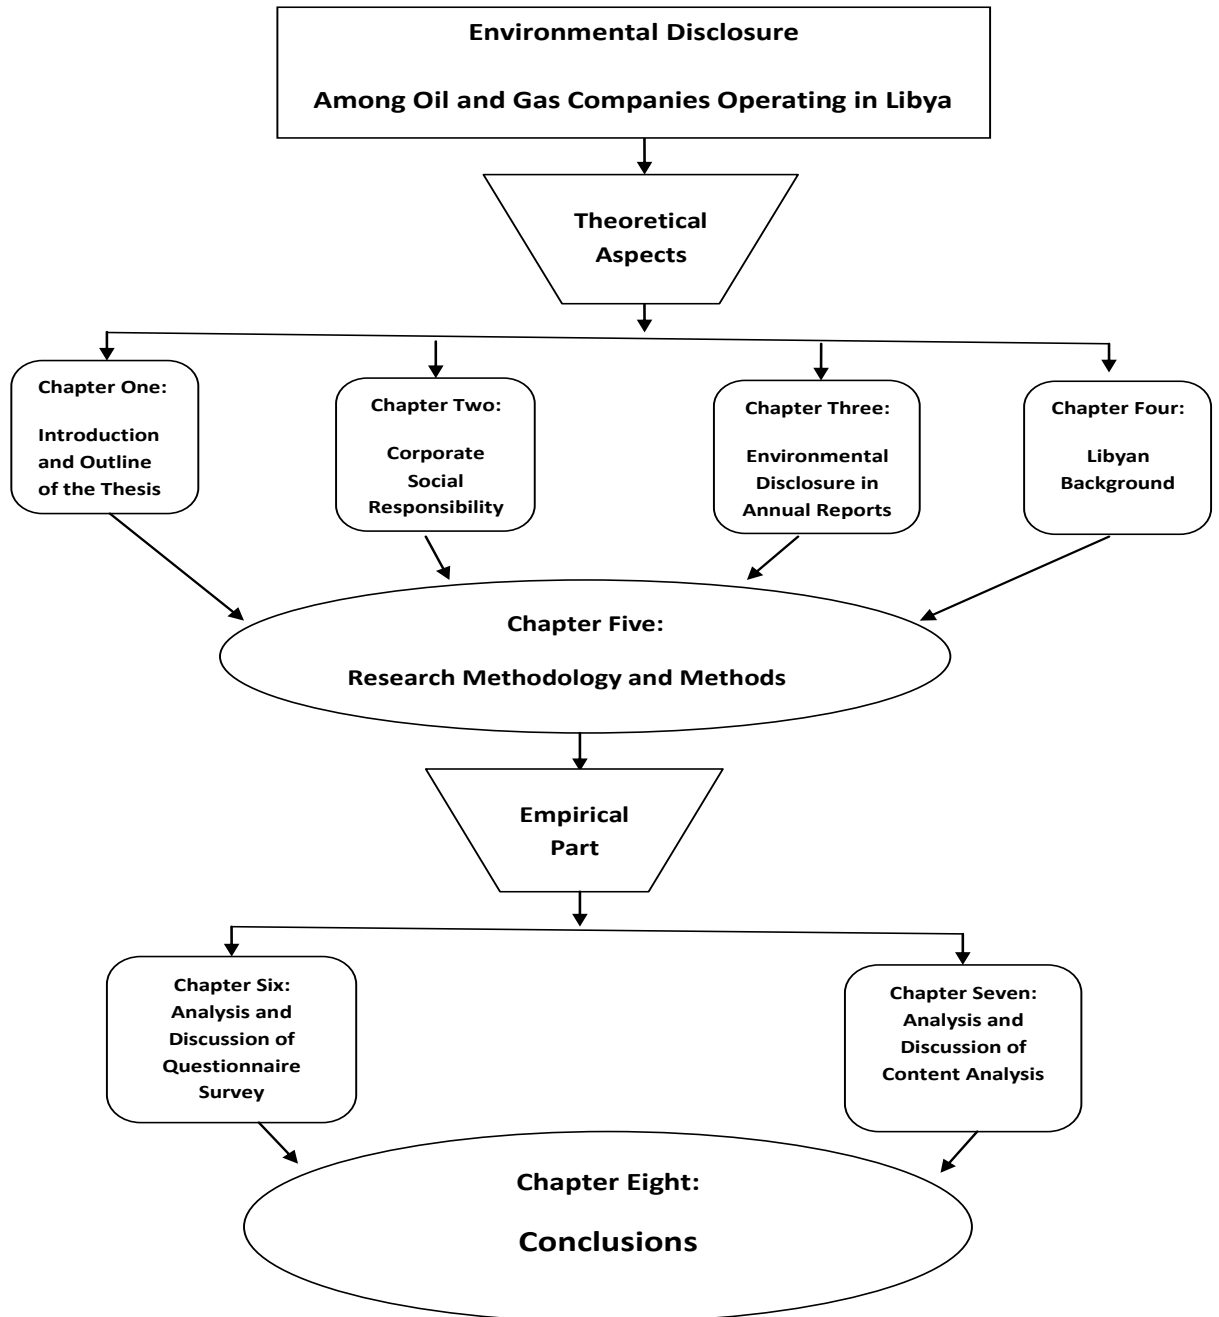 Environmental Disclosure
Among Oil and Gas Companies Operating in Libya
Theoretical
Aspects
Chapter One:
Introduction
and Outline
of the Thesis
Chapter Two:
Corporate
Social
Responsibility
Chapter Three:
Environmental
Disclosure in
Annual Reports
Chapter Four:
Libyan
Background
Chapter Five:
Research Methodology and Methods
Empirical
Part
Chapter Six:
Analysis and
Discussion of
Questionnaire
Survey
Chapter Seven:
Analysis and
Discussion of
Content Analysis
Chapter Eight:
Conclusions